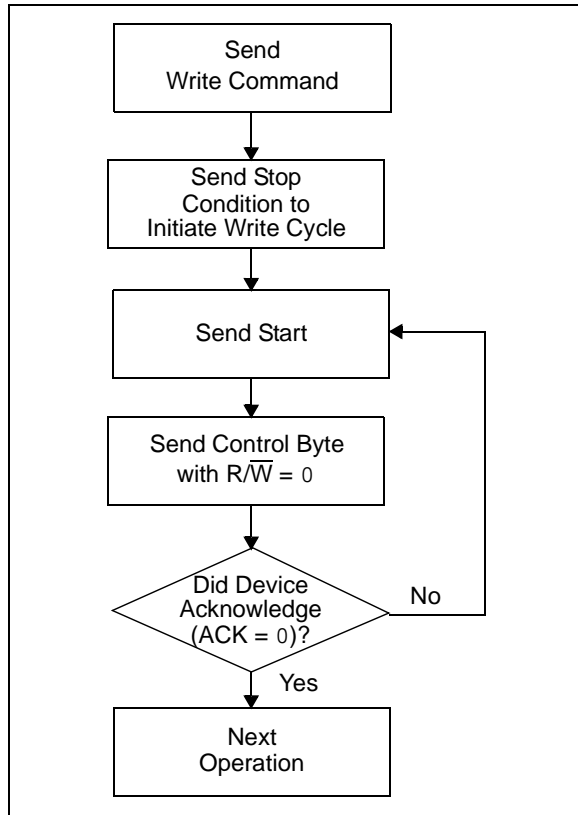 Send
Write Command
Send Stop
Condition to
Initiate Write Cycle
Send Start
Send Control Byte
with R/W̅ = 0
Did Device
Acknowledge
(ACK = 0)?
No
Yes
Next
Operation